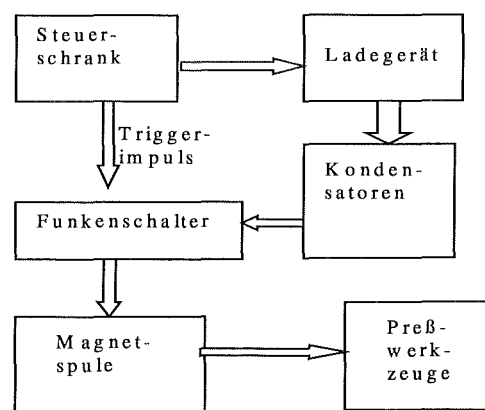 Steuer-
schrank
Ladegerät
Trigger-
impuls
Konden-
satoren
Funkenschalter
Magnet-
spule
Preß-
werk-
zeuge